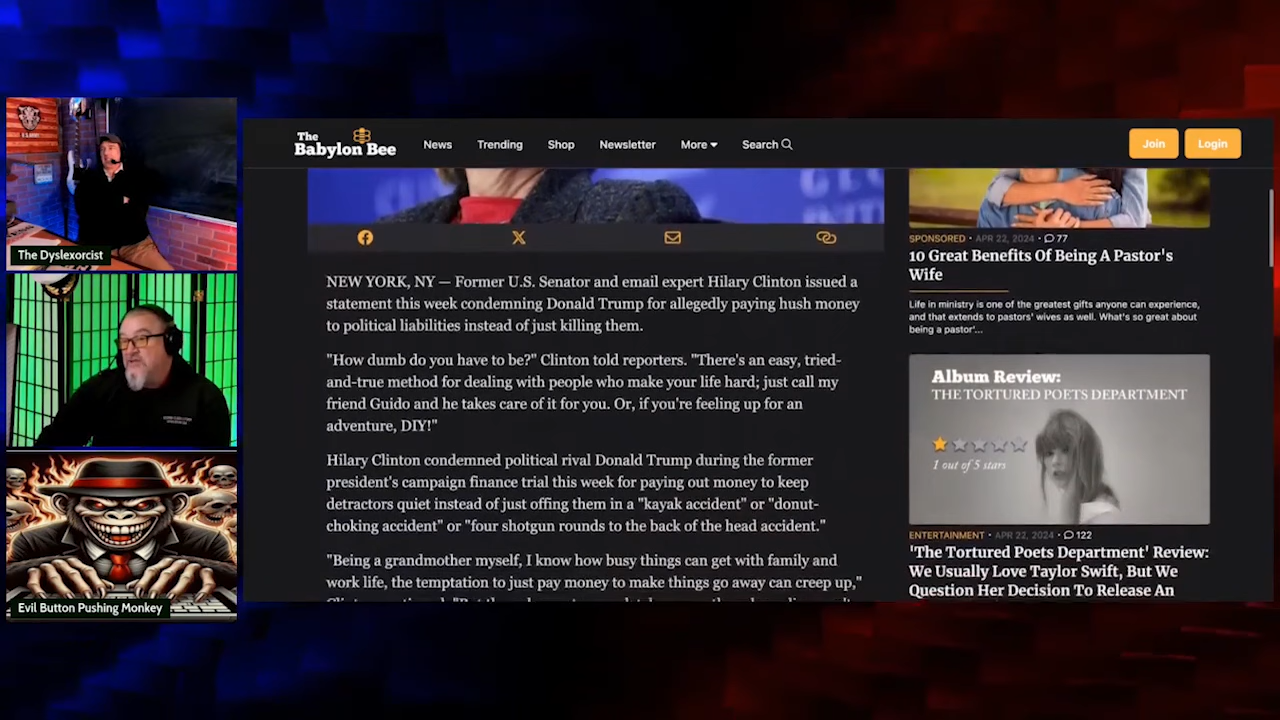 The Dyslexorcist
Evil Button Pushing Monkey
The
Babylon Bee
News
Trending
Shop
Newsletter
More
Search
Join
Login
NEW YORK, NY — Former U.S. Senator and email expert Hilary Clinton issued a
statement this week condemning Donald Trump for allegedly paying hush money
to political liabilities instead of just killing them.
"How dumb do you have to be?" Clinton told reporters. "There's an easy, tried-
and-true method for dealing with people who make your life hard; just call my
friend Guido and he takes care of it for you. Or, if you're feeling up for an
adventure, DIY!"
Hilary Clinton condemned political rival Donald Trump during the former
president's campaign finance trial this week for paying out money to keep
detractors quiet instead of just offing them in a "kayak accident" or "donut-
choking accident" or "four shotgun rounds to the back of the head accident."
"Being a grandmother myself, I know how busy things can get with family and
work life, the temptation to just pay money to make things go away can creep up,"
SPONSORED • APR 22, 2024 • 77
10 Great Benefits Of Being A Pastor's
Wife
Life in ministry is one of the greatest gifts anyone can experience,
and that extends to pastors' wives as well. What's so great about
being a pastor'...
Album Review:
THE TORTURED POETS DEPARTMENT
1 out of 5 stars
ENTERTAINMENT • APR 22, 2024 • 122
'The Tortured Poets Department' Review:
We Usually Love Taylor Swift, But We
Question Her Decision To Release An